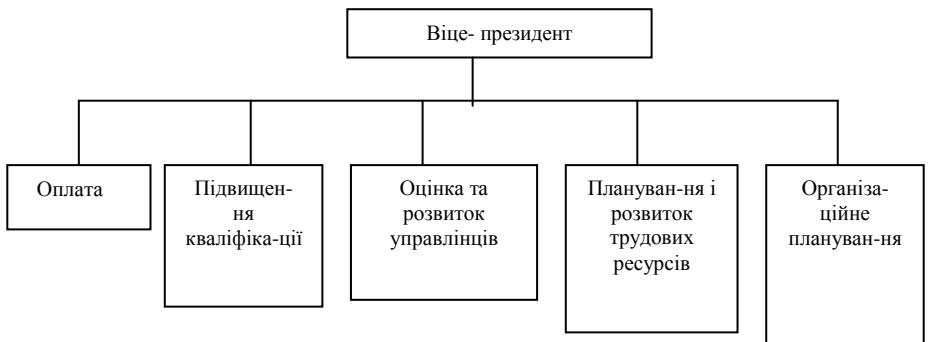 Віце- президент
Оплата
Підвищен-
ня
кваліфіка-ції
Оцінка та
розвиток
управлінців
Плануван-ня і
розвиток
трудових
ресурсів
Організа-
ційне
плануван-ня